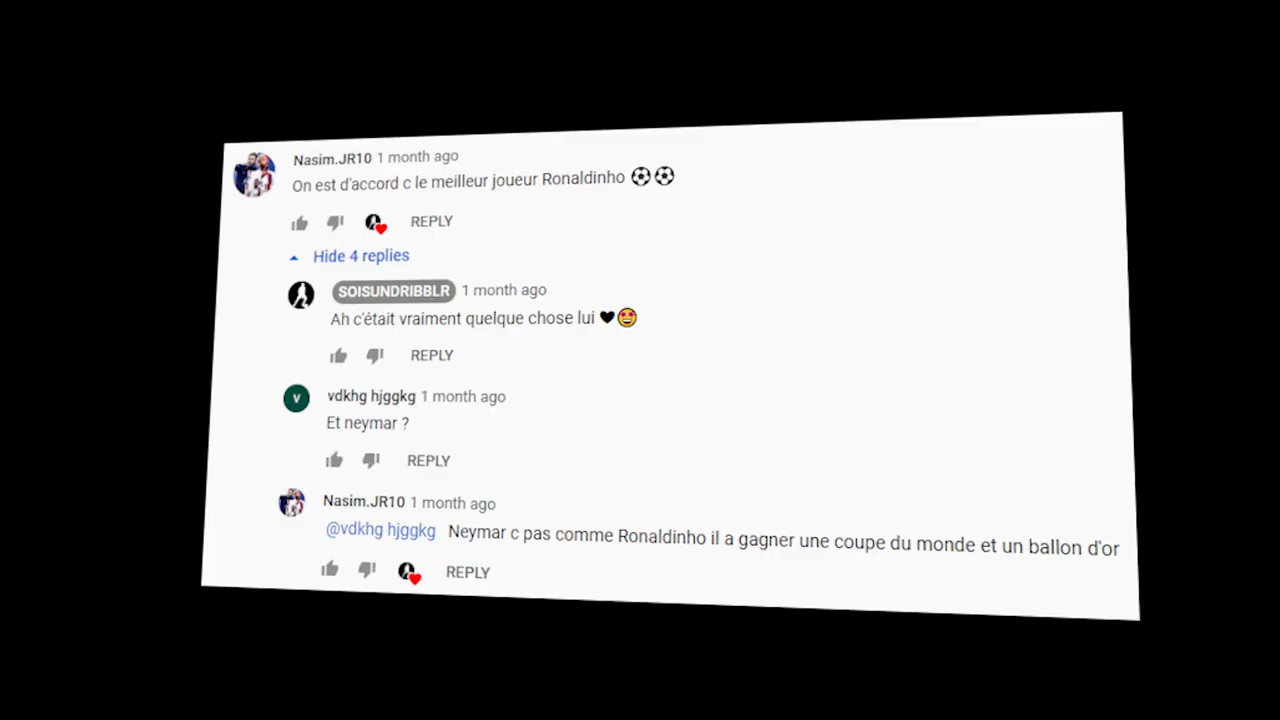 Nasim.JR10 1 month ago
On est d'accord c le meilleur joueur Ronaldinho ⚽⚽
REPLY
Hide 4 replies
SOISUNDRIBBLR 1 month ago
Ah c'était vraiment quelque chose lui 🖤🤩
REPLY
V
vdkhg hjggkg 1 month ago
Et neymar ?
REPLY
Nasim.JR10 1 month ago
@vdkhg hjggkg Neymar c pas comme Ronaldinho il a gagner une coupe du monde et un ballon d'or
REPLY